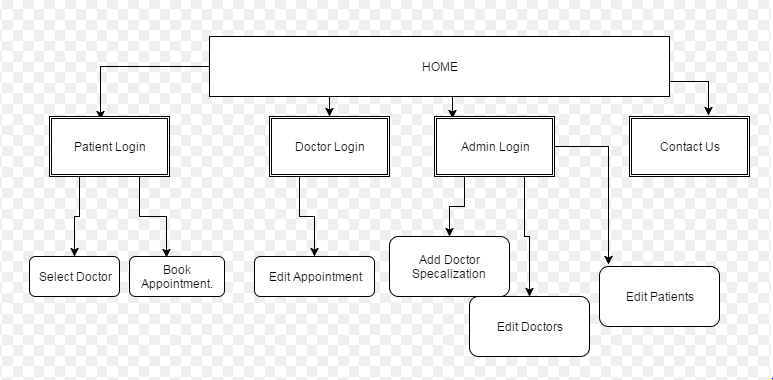 HOME
Patient Login
Doctor Login
Admin Login
Contact Us
Select Doctor
Book
Appointment.
Edit Appointment
Add Doctor
Specalization
Edit Doctors
Edit Patients